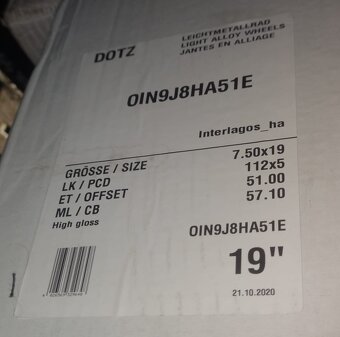 DOTZ
LEICHTMETALLRAD
LIGHT ALLOY WHEELS
JANTES EN ALLIAGE
OIN9J8HA51E
Interlagos_ha
GRÖSSE / SIZE 7.50x19
LK / PCD 112x5
ET / OFFSET 51.00
ML / CB 57.10
High gloss
OIN9J8HA51E
19"
21.10.2020